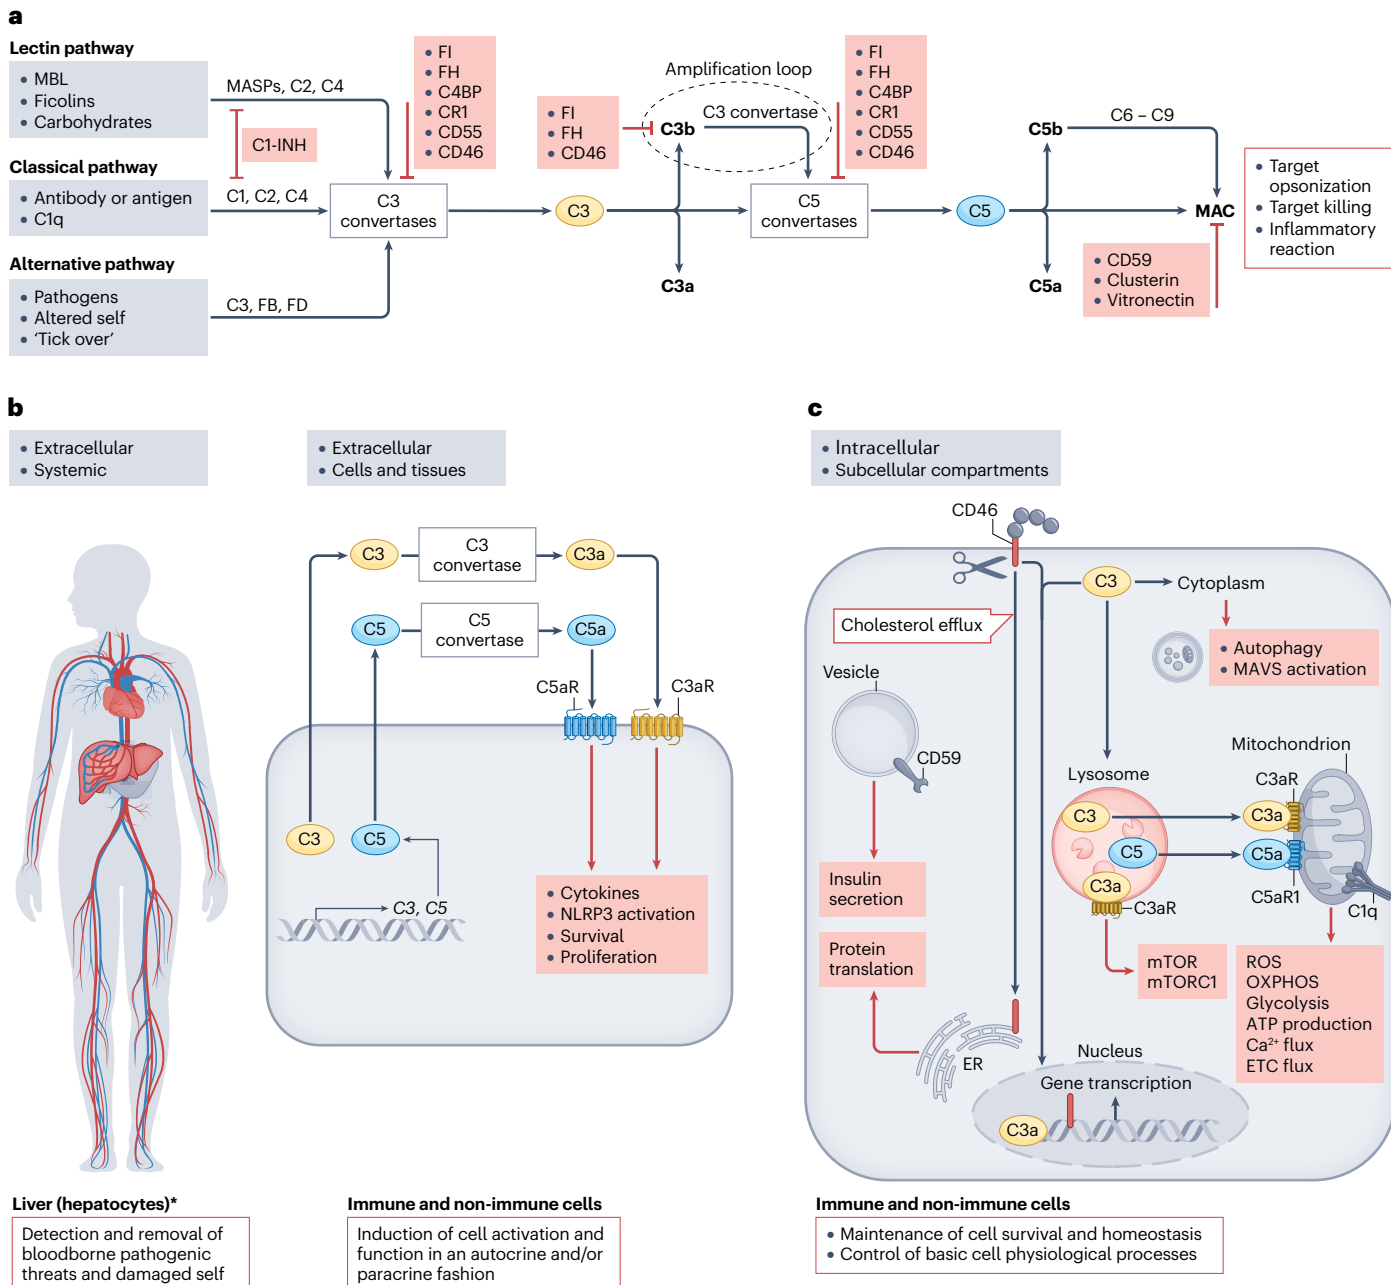 a
Lectin pathway
• MBL
• Ficolins
• Carbohydrates
MASPs, C2, C4
C1-INH
Classical pathway
• Antibody or antigen
• C1q
C1, C2, C4
Alternative pathway
• Pathogens
• Altered self
• ‘Tick over’
C3, FB, FD
• FI
• FH
• C4BP
• CR1
• CD55
• CD46
C3
convertases
C3
• FI
• FH
• CD46
Amplification loop
C3b
C3 convertase
C3a
• FI
• FH
• C4BP
• CR1
• CD55
• CD46
C5
convertases
C5
C5b
C6 – C9
MAC
C5a
• CD59
• Clusterin
• Vitronectin
• Target
opsonization
• Target killing
• Inflammatory
reaction
b
• Extracellular
• Systemic
• Extracellular
• Cells and tissues
C3
C3
convertase
C3a
C5
C5
convertase
C5a
C5aR
C3aR
C3
C5
C3, C5
• Cytokines
• NLRP3 activation
• Survival
• Proliferation
Liver (hepatocytes)*
Detection and removal of
bloodborne pathogenic
threats and damaged self
Immune and non-immune cells
Induction of cell activation and
function in an autocrine and/or
paracrine fashion
c
• Intracellular
• Subcellular compartments
CD46
C3
Cytoplasm
Cholesterol efflux
• Autophagy
• MAVS activation
Vesicle
CD59
Insulin
secretion
Protein
translation
ER
Lysosome
C3
C5
C3a
C3aR
mTOR
mTORC1
Mitochondrion
C3aR
C3a
C5a
C5aR1
C1q
ROS
OXPHOS
Glycolysis
ATP production
Ca²⁺ flux
ETC flux
Nucleus
Gene transcription
C3a
Immune and non-immune cells
• Maintenance of cell survival and homeostasis
• Control of basic cell physiological processes